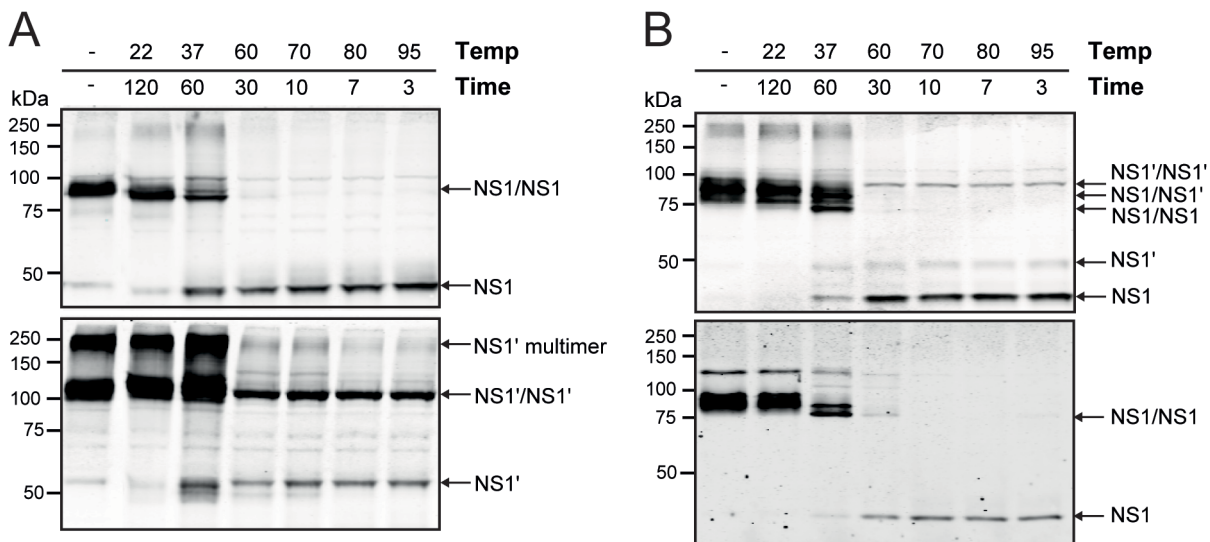 A
- 22 37 60 70 80 95 Temp
- 120 60 30 10 7 3 Time
kDa
250
150
100
NS1/NS1
75
50
NS1
250
NS1' multimer
150
100
NS1'/NS1'
75
50
NS1'
B
- 22 37 60 70 80 95 Temp
- 120 60 30 10 7 3 Time
kDa
250
150
100
NS1'/NS1'
NS1/NS1'
75
NS1/NS1
50
NS1'
NS1
250
150
100
75
NS1/NS1
50
NS1